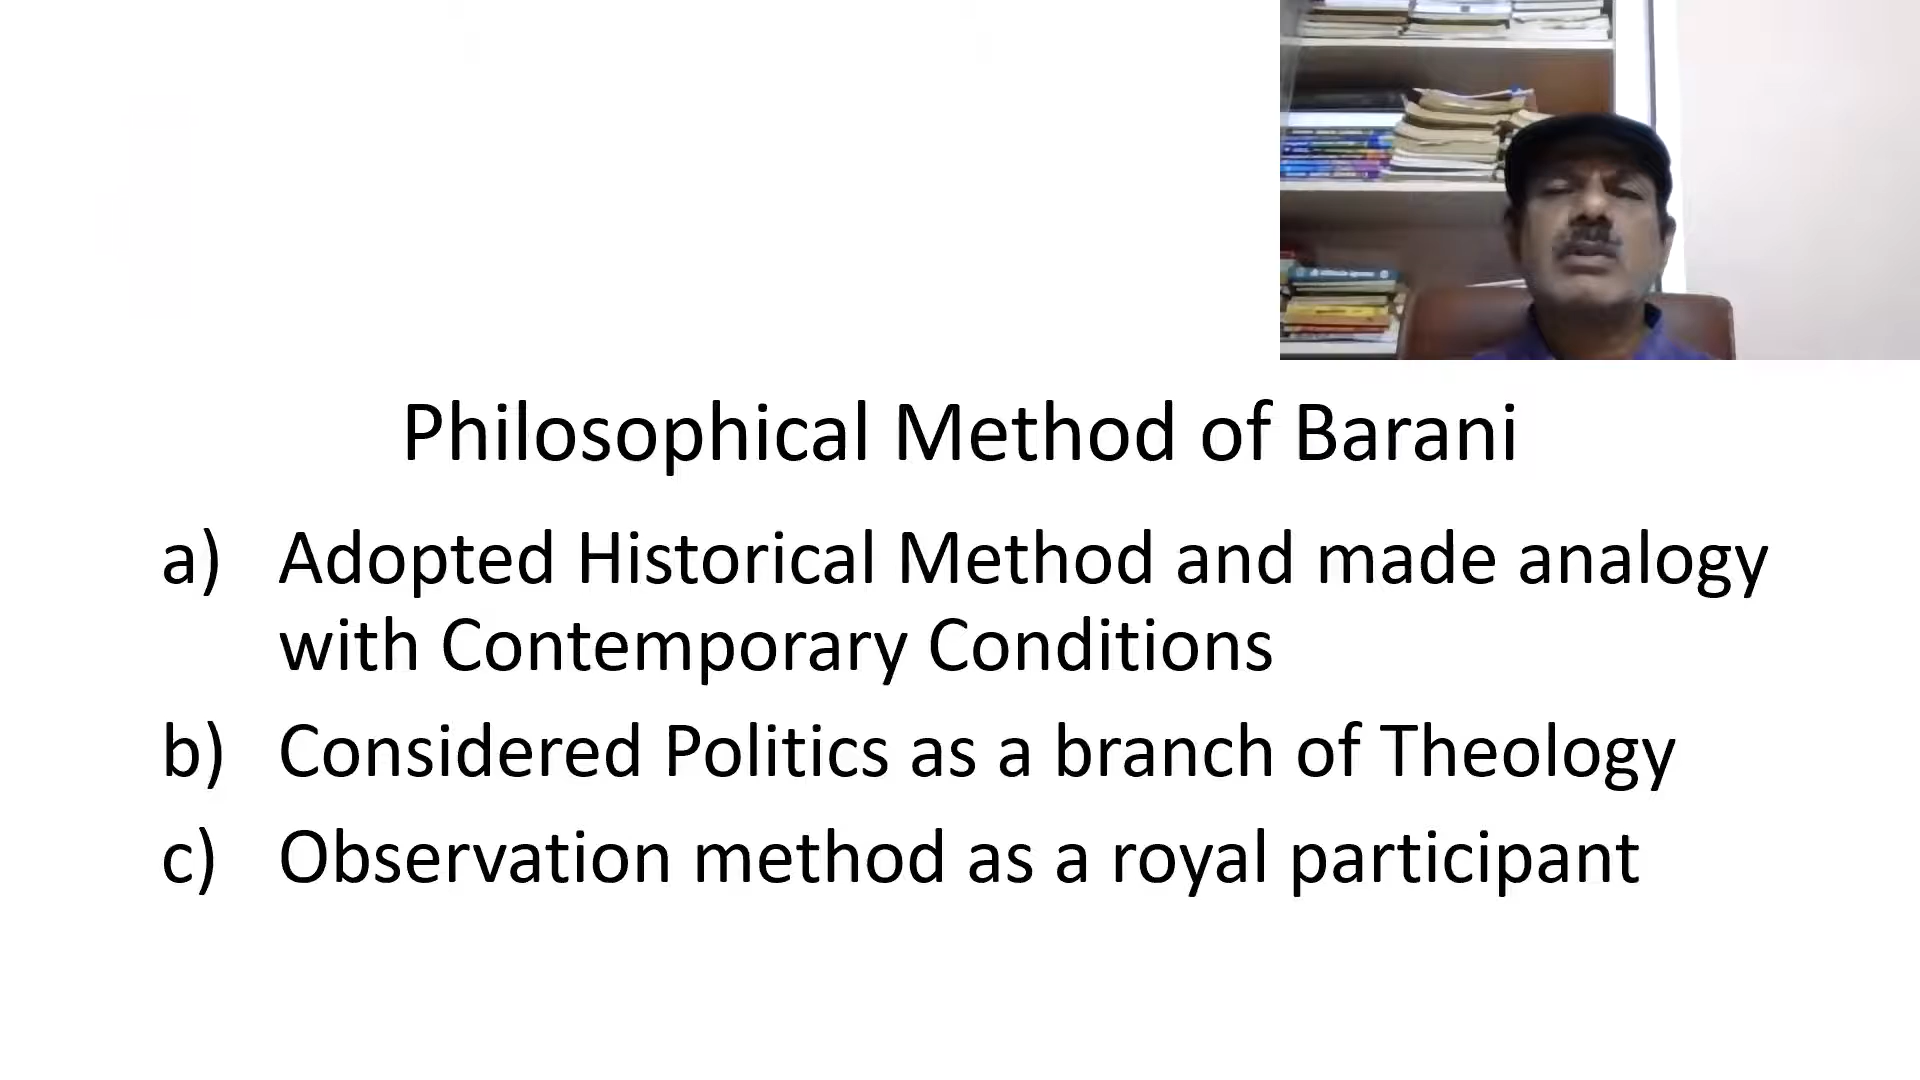 Philosophical Method of Barani
a) Adopted Historical Method and made analogy
with Contemporary Conditions
b) Considered Politics as a branch of Theology
c) Observation method as a royal participant